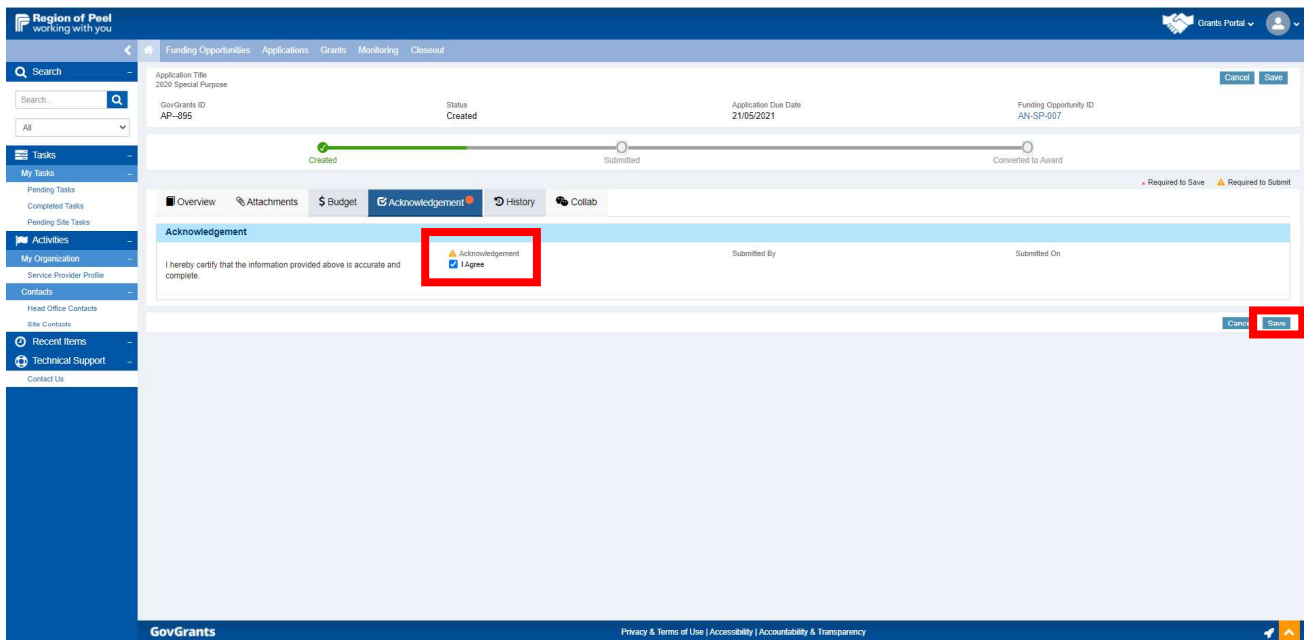 Region of Peel
working with you
Grants Portal
Funding Opportunities Applications Grants Monitoring Closeout
Search
Search...
All
Tasks
My Tasks
Pending Tasks
Completed Tasks
Pending Site Tasks
Activities
My Organization
Service Provider Profile
Contacts
Head Office Contacts
Site Contacts
Recent Items
Technical Support
Contact Us
Application Title
2020 Special Purpose
Cancel Save
GovGrants ID Status Application Due Date Funding Opportunity ID
AP--895 Created 21/05/2021 AN-SP-007
Created Submitted Converted to Award
Required to Save Required to Submit
Overview Attachments $ Budget Acknowledgement History Collab
Acknowledgement
Acknowledgement Submitted By Submitted On
I hereby certify that the information provided above is accurate and
complete.
I Agree
Cance Save
GovGrants
Privacy & Terms of Use | Accessibility | Accountability & Transparency